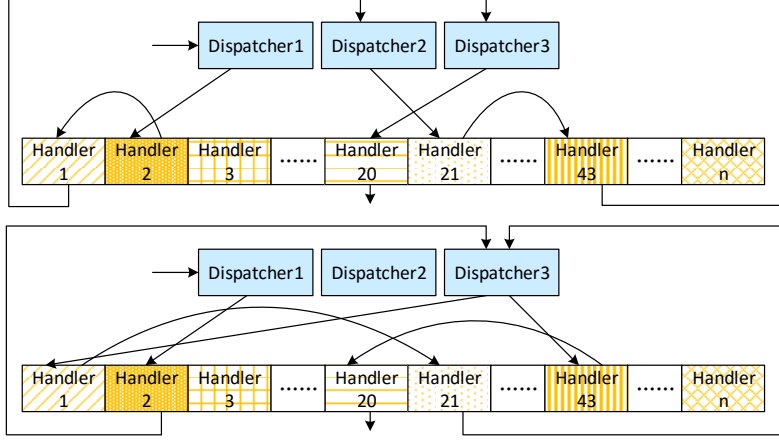 Dispatcher1 Dispatcher2 Dispatcher3
Handler Handler Handler ...... Handler Handler ...... Handler ...... Handler
1 2 3 20 21 43 n
Dispatcher1 Dispatcher2 Dispatcher3
Handler Handler Handler ...... Handler Handler ...... Handler ...... Handler
1 2 3 20 21 43 n